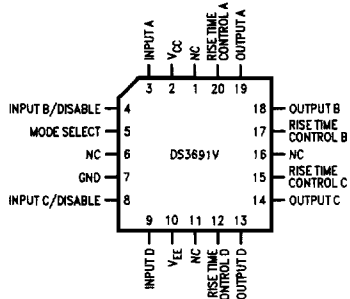 INPUT A
VCC
NC
RISE TIME
CONTROL A
OUTPUT A
3 2 1 20 19
INPUT B/DISABLE 4
MODE SELECT 5
NC 6
GND 7
INPUT C/DISABLE 8
DS3691V
18 OUTPUT B
17 RISE TIME
CONTROL B
16 NC
15 RISE TIME
CONTROL C
14 OUTPUT C
9 10 11 12 13
INPUT D
VEE
NC
RISE TIME
CONTROL D
OUTPUT D